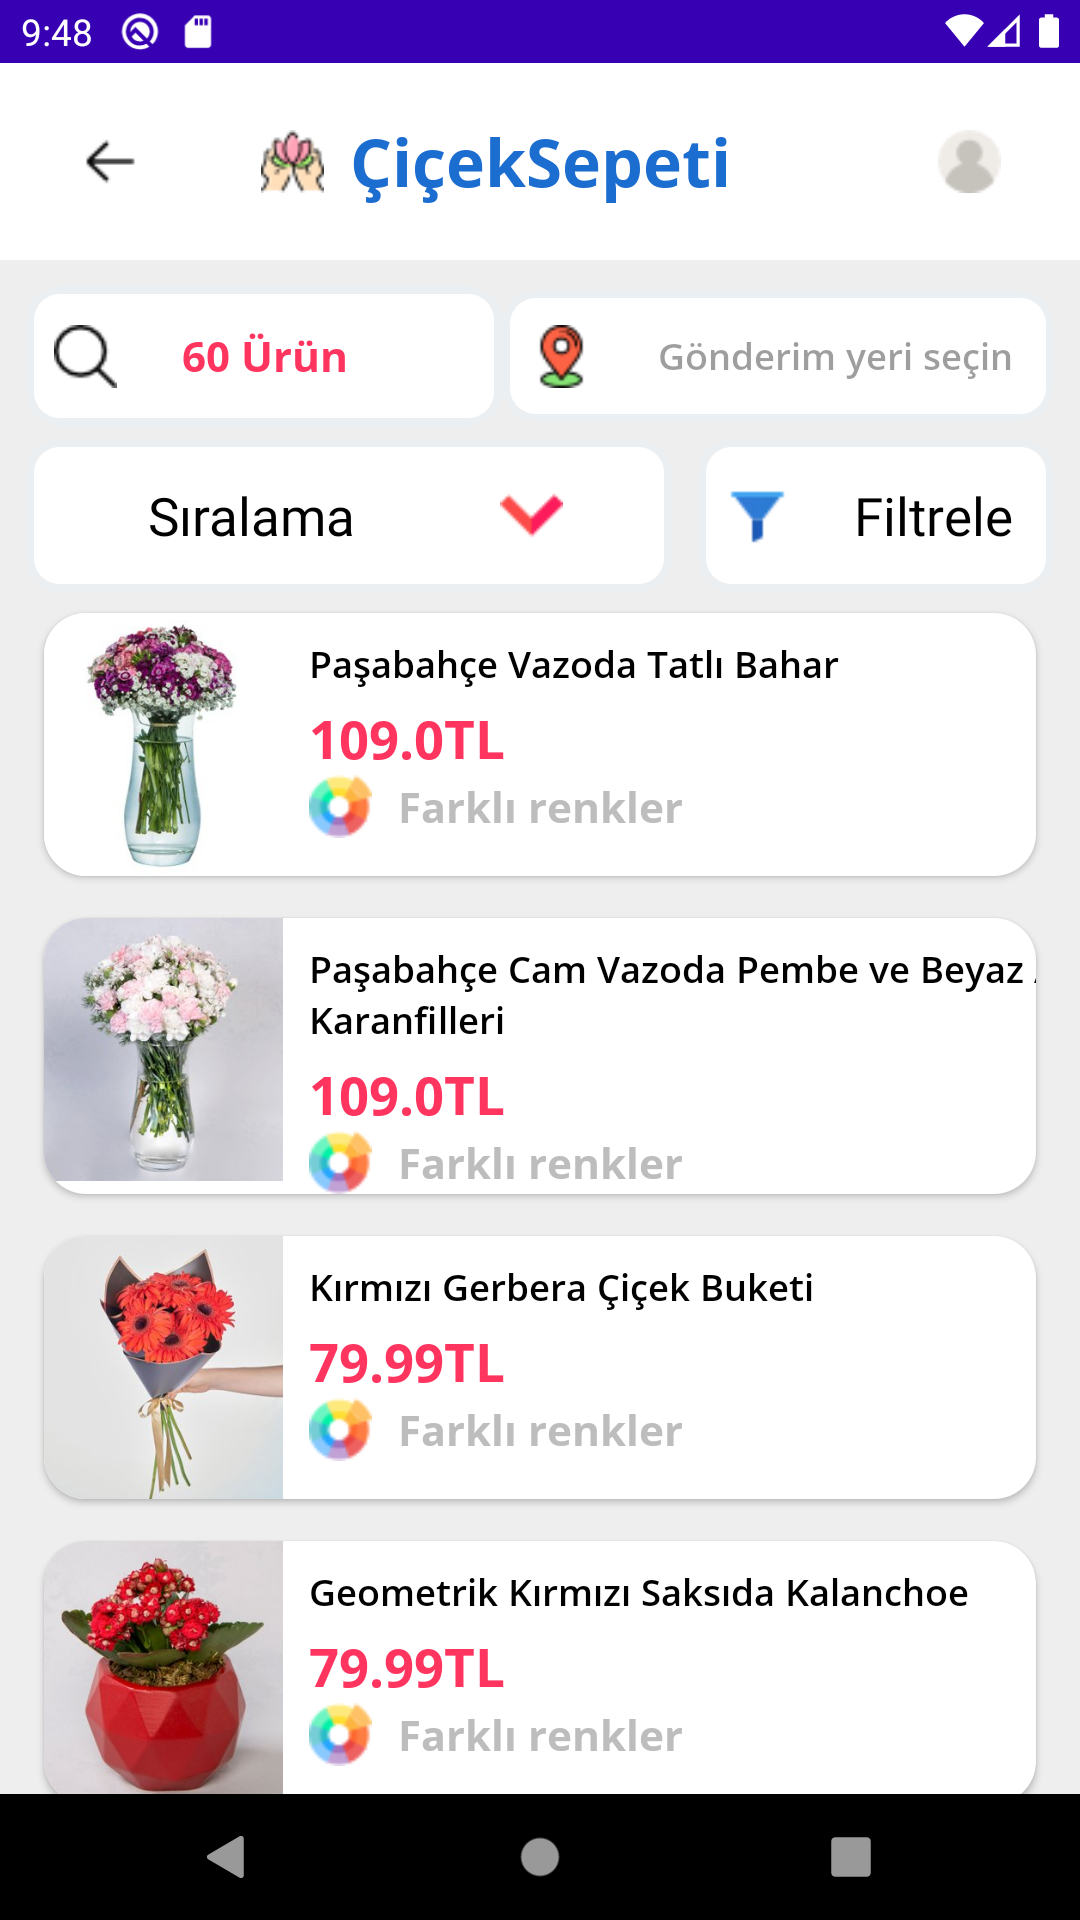 9:48
ÇiçekSepeti
60 Ürün
Gönderim yeri seçin
Sıralama
Filtrele
Paşabahçe Vazoda Tatlı Bahar
109.0TL
Farklı renkler
Paşabahçe Cam Vazoda Pembe ve Beyaz
Karanfilleri
109.0TL
Farklı renkler
Kırmızı Gerbera Çiçek Buketi
79.99TL
Farklı renkler
Geometrik Kırmızı Saksıda Kalanchoe
79.99TL
Farklı renkler